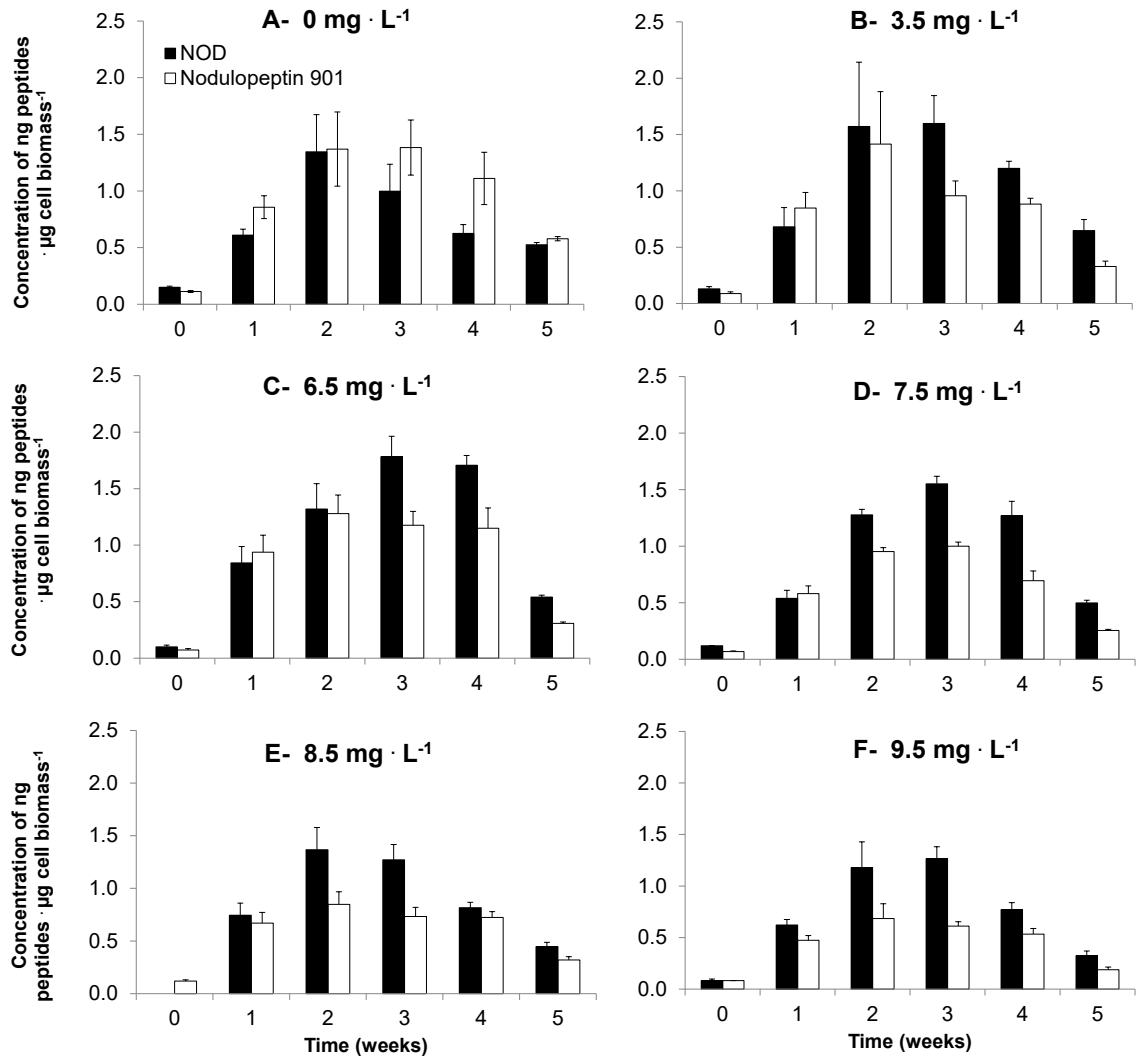 A- 0 mg · L-1
NOD
Nodulopeptin 901
Concentration of ng peptides
· µg cell biomass-1
2.5
2.0
1.5
1.0
0.5
0.0
0 1 2 3 4 5
B- 3.5 mg · L-1
2.5
2.0
1.5
1.0
0.5
0.0
0 1 2 3 4 5
C- 6.5 mg · L-1
Concentration of ng peptides
· µg cell biomass-1
2.5
2.0
1.5
1.0
0.5
0.0
0 1 2 3 4 5
D- 7.5 mg · L-1
2.5
2.0
1.5
1.0
0.5
0.0
0 1 2 3 4 5
E- 8.5 mg · L-1
Concentration of ng
peptides · µg cell biomass-1
2.5
2.0
1.5
1.0
0.5
0.0
0 1 2 3 4 5
Time (weeks)
F- 9.5 mg · L-1
2.5
2.0
1.5
1.0
0.5
0.0
0 1 2 3 4 5
Time (weeks)